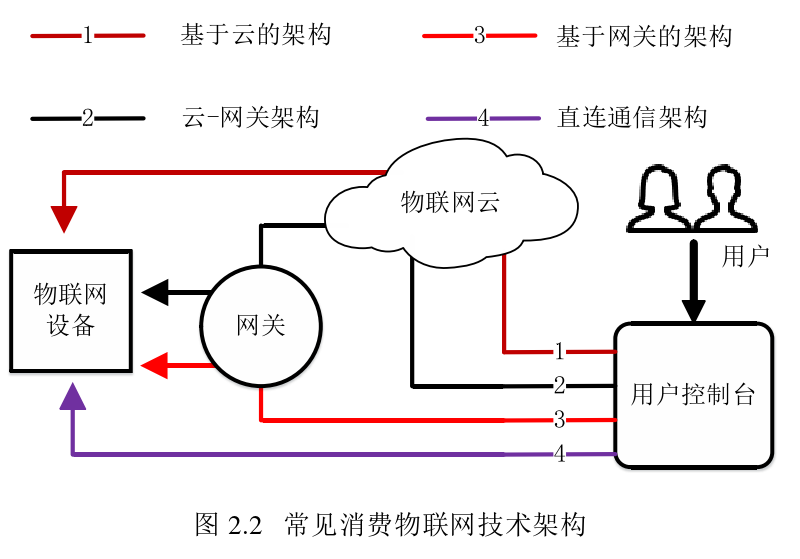 1 基于云的架构
3 基于网关的架构
2 云-网关架构
4 直连通信架构
物联网云
用户
物联网
设备
网关
1
2
3
4
用户控制台
图 2.2 常见消费物联网技术架构